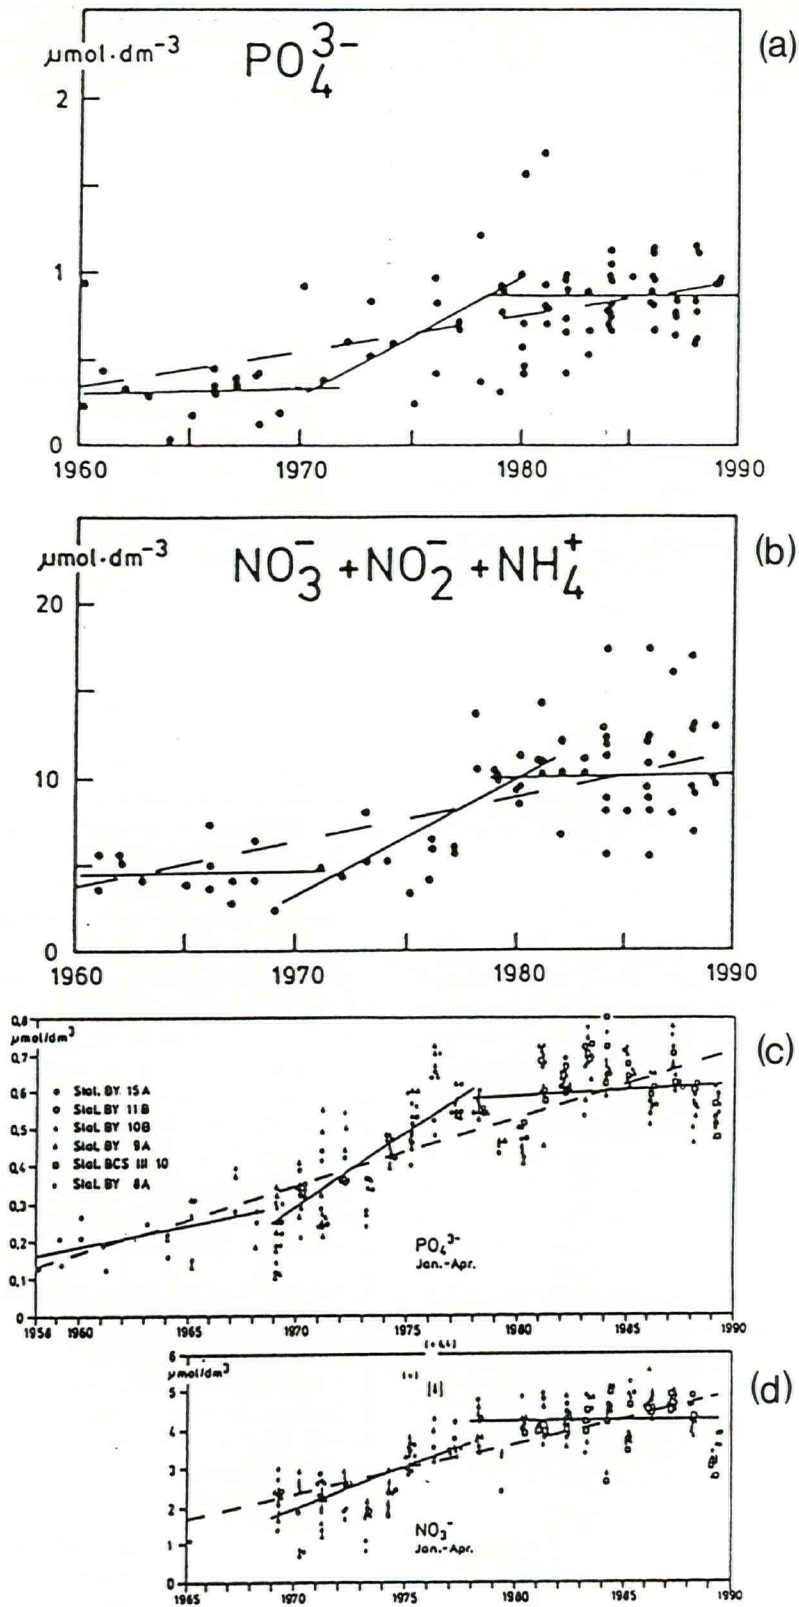 (a)
µmol·dm⁻³ PO₄³⁻
2
1
0
1960 1970 1980 1990
(b)
µmol·dm⁻³ NO₃⁻ + NO₂⁻ + NH₄⁺
20
10
0
1960 1970 1980 1990
(c)
0,8
µmol/dm³
0,7
0,6
0,5
0,4
0,3
0,2
0,1
0
Stat. BY 15A
Stat. BY 11B
Stat. BY 10B
Stat. BY 9A
Stat. BCS III 10
Stat. BY 8A
PO₄³⁻
Jan.-Apr.
1958 1960 1965 1970 1975 1980 1985 1990
(d)
6
µmol/dm³
5
4
3
2
1
0
NO₃⁻
Jan.-Apr.
1965 1970 1975 1980 1985 1990